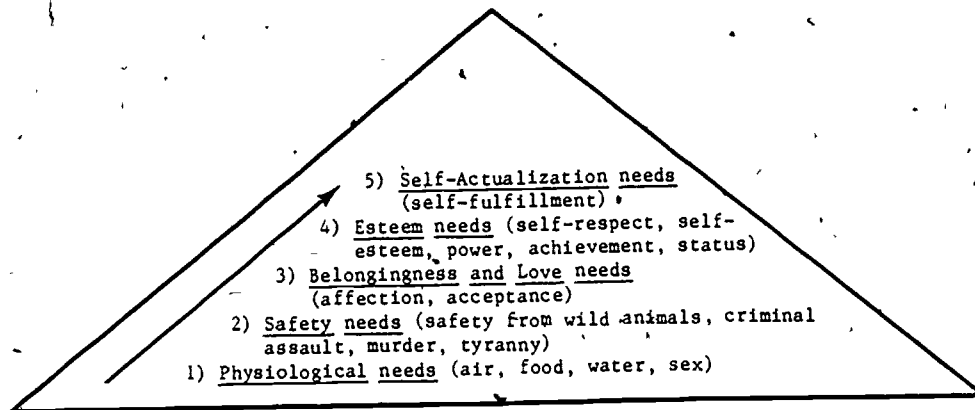 5) Self-Actualization needs
(self-fulfillment)
4) Esteem needs (self-respect, self-
esteem, power, achievement, status)
3) Belongingness and Love needs
(affection, acceptance)
2) Safety needs (safety from wild animals, criminal
assault, murder, tyranny)
1) Physiological needs (air, food, water, sex)